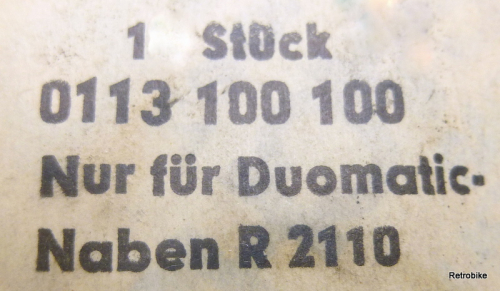 1 Stück
0113 100 100
Nur für Duomatic-
Naben R 2110
Retrobike